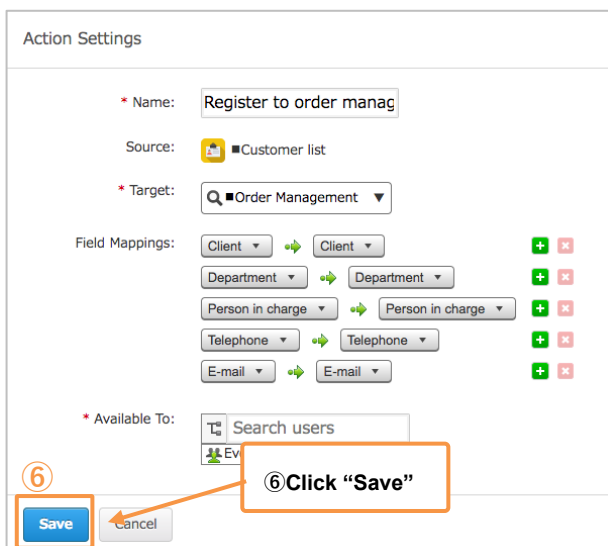 Action Settings
* Name: Register to order manag
Source: ■Customer list
* Target: ■Order Management ▼
Field Mappings: Client ▼ Client ▼
Department ▼ Department ▼
Person in charge ▼ Person in charge ▼
Telephone ▼ Telephone ▼
E-mail ▼ E-mail ▼
* Available To: Search users
⑥
⑥Click “Save”
Save Cancel